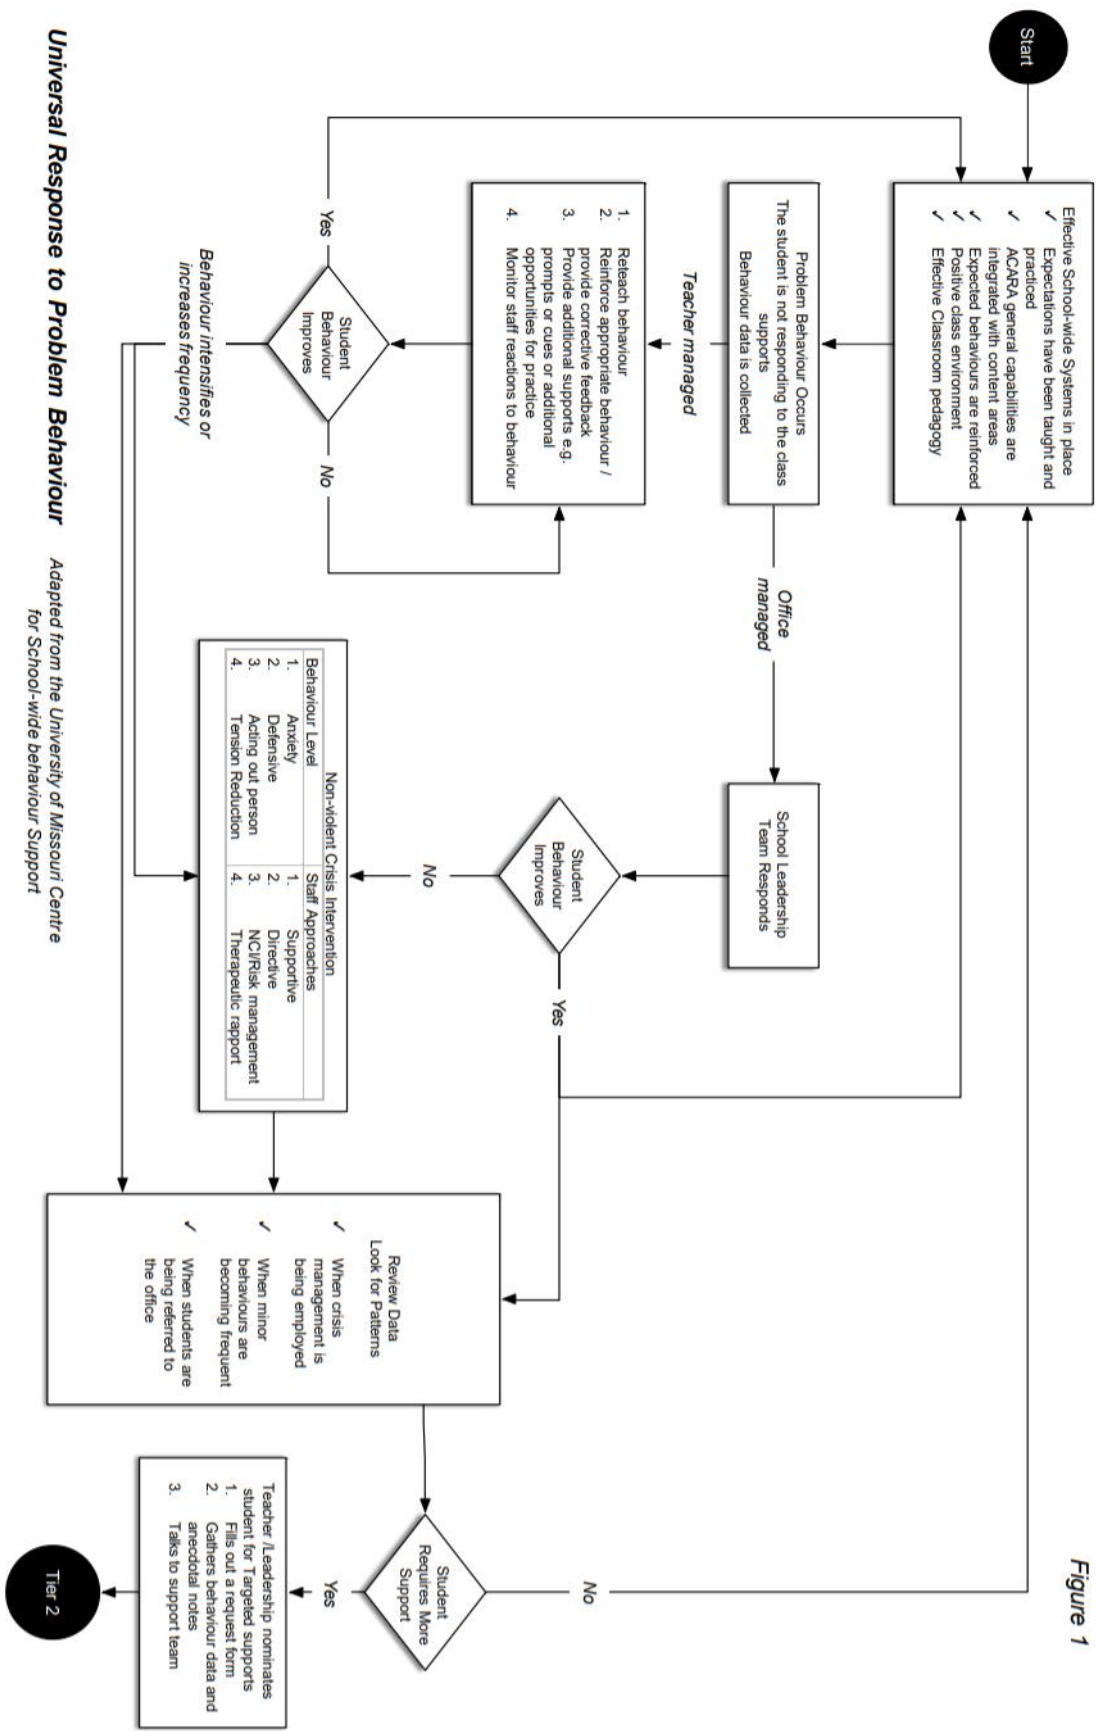 Figure 1
Start
Effective School-wide Systems in place
✓ Expectations have been taught and
practiced
✓ ACARA general capabilities are
integrated with content areas
✓ Expected behaviours are reinforced
✓ Positive class environment
✓ Effective Classroom pedagogy
Problem Behaviour Occurs
The student is not responding to the class
supports
Behaviour data is collected
Office
managed
School Leadership
Team Responds
Teacher managed
1. Reteach behaviour
2. Reinforce appropriate behaviour /
provide corrective feedback
3. Provide additional supports e.g.
prompts or cues or additional
opportunities for practice
4. Monitor staff reactions to behaviour
Student
Behaviour
Improves
Yes
No
Yes
Student
Behaviour
Improves
No
Behaviour intensifies or
increases frequency
Non-violent Crisis Intervention
Behaviour Level Staff Approaches
1. Anxiety 1. Supportive
2. Defensive 2. Directive
3. Acting out person 3. NCI/Risk management
4. Tension Reduction 4. Therapeutic rapport
Review Data
Look for Patterns
✓ When crisis
management is
being employed
✓ When minor
behaviours are
becoming frequent
✓ When students are
being referred to
the office
No
Student
Requires More
Support
Yes
Teacher /Leadership nominates
student for Targeted supports
1. Fills out a request form
2. Gathers behaviour data and
anecdotal notes
3. Talks to support team
Tier 2
Universal Response to Problem Behaviour
Adapted from the University of Missouri Centre
for School-wide behaviour Support